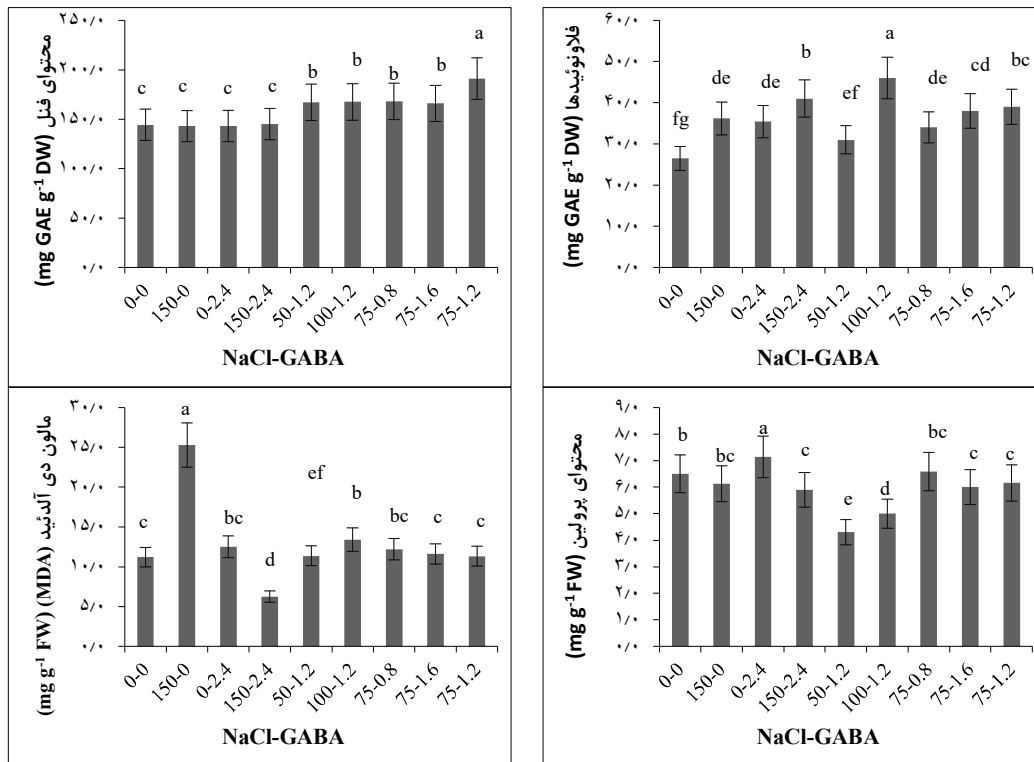 محتوای فنل (mg GAE g⁻¹ DW)
۲۵۰/۰
۲۰۰/۰
۱۵۰/۰
۱۰۰/۰
۵۰/۰
۰/۰
c c c c b b b b a
0-0 150-0 0-2.4 150-2.4 50-1.2 100-1.2 75-0.8 75-1.6 75-1.2
NaCl-GABA
فلاونوئیدها (mg GAE g⁻¹ DW)
۶۰/۰
۵۰/۰
۴۰/۰
۳۰/۰
۲۰/۰
۱۰/۰
۰/۰
fg de de b ef a de cd bc
0-0 150-0 0-2.4 150-2.4 50-1.2 100-1.2 75-0.8 75-1.6 75-1.2
NaCl-GABA
مالون دی آلدئید (MDA) (mg g⁻¹ FW)
۳۰/۰
۲۵/۰
۲۰/۰
۱۵/۰
۱۰/۰
۵/۰
۰/۰
c a bc d ef b bc c c
0-0 150-0 0-2.4 150-2.4 50-1.2 100-1.2 75-0.8 75-1.6 75-1.2
NaCl-GABA
محتوای پرولین (mg g⁻¹ FW)
۹/۰
۸/۰
۷/۰
۶/۰
۵/۰
۴/۰
۳/۰
۲/۰
۱/۰
۰/۰
b bc a c e d bc c c
0-0 150-0 0-2.4 150-2.4 50-1.2 100-1.2 75-0.8 75-1.6 75-1.2
NaCl-GABA